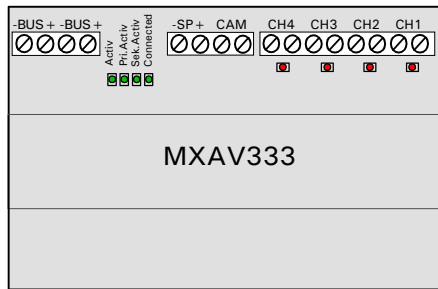 -BUS + -BUS +
-SP + CAM
CH4 CH3 CH2 CH1
Activ
Pri.Activ
Sek.Activ
Connected
MXAV333